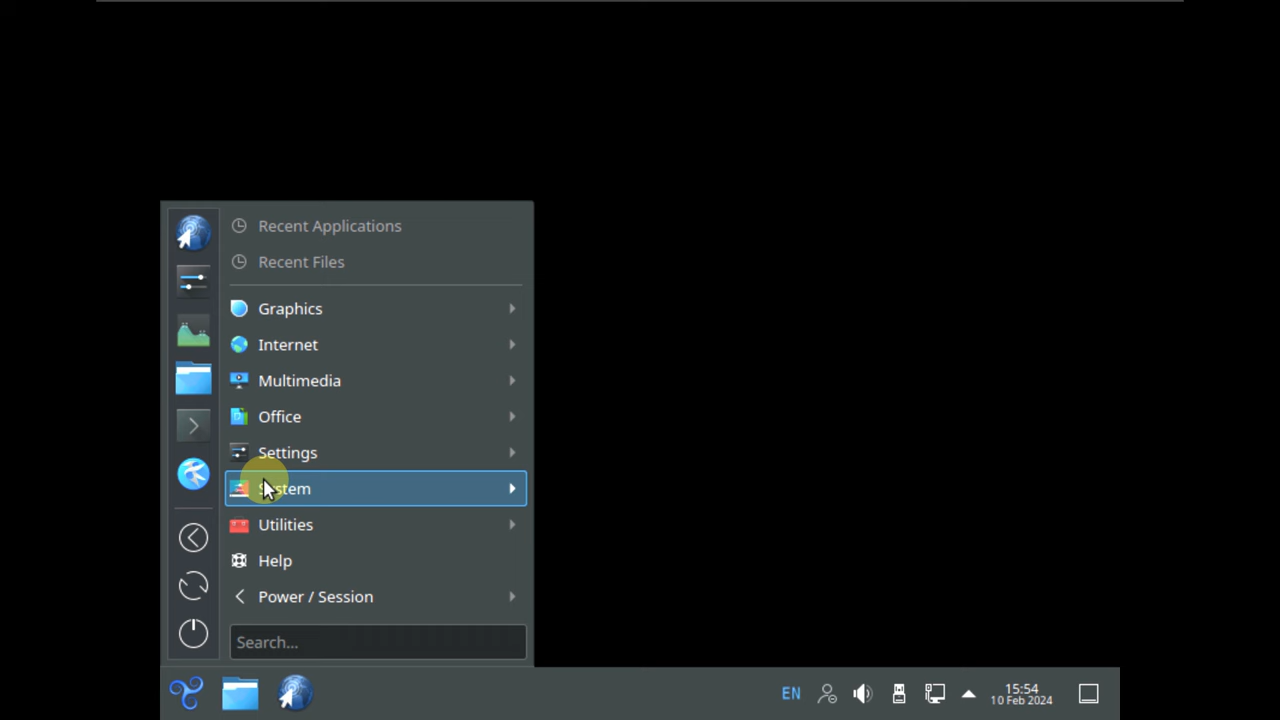 Recent Applications
Recent Files
Graphics
Internet
Multimedia
Office
Settings
System
Utilities
Help
Power / Session
Search...
EN
15:54
10 Feb 2024